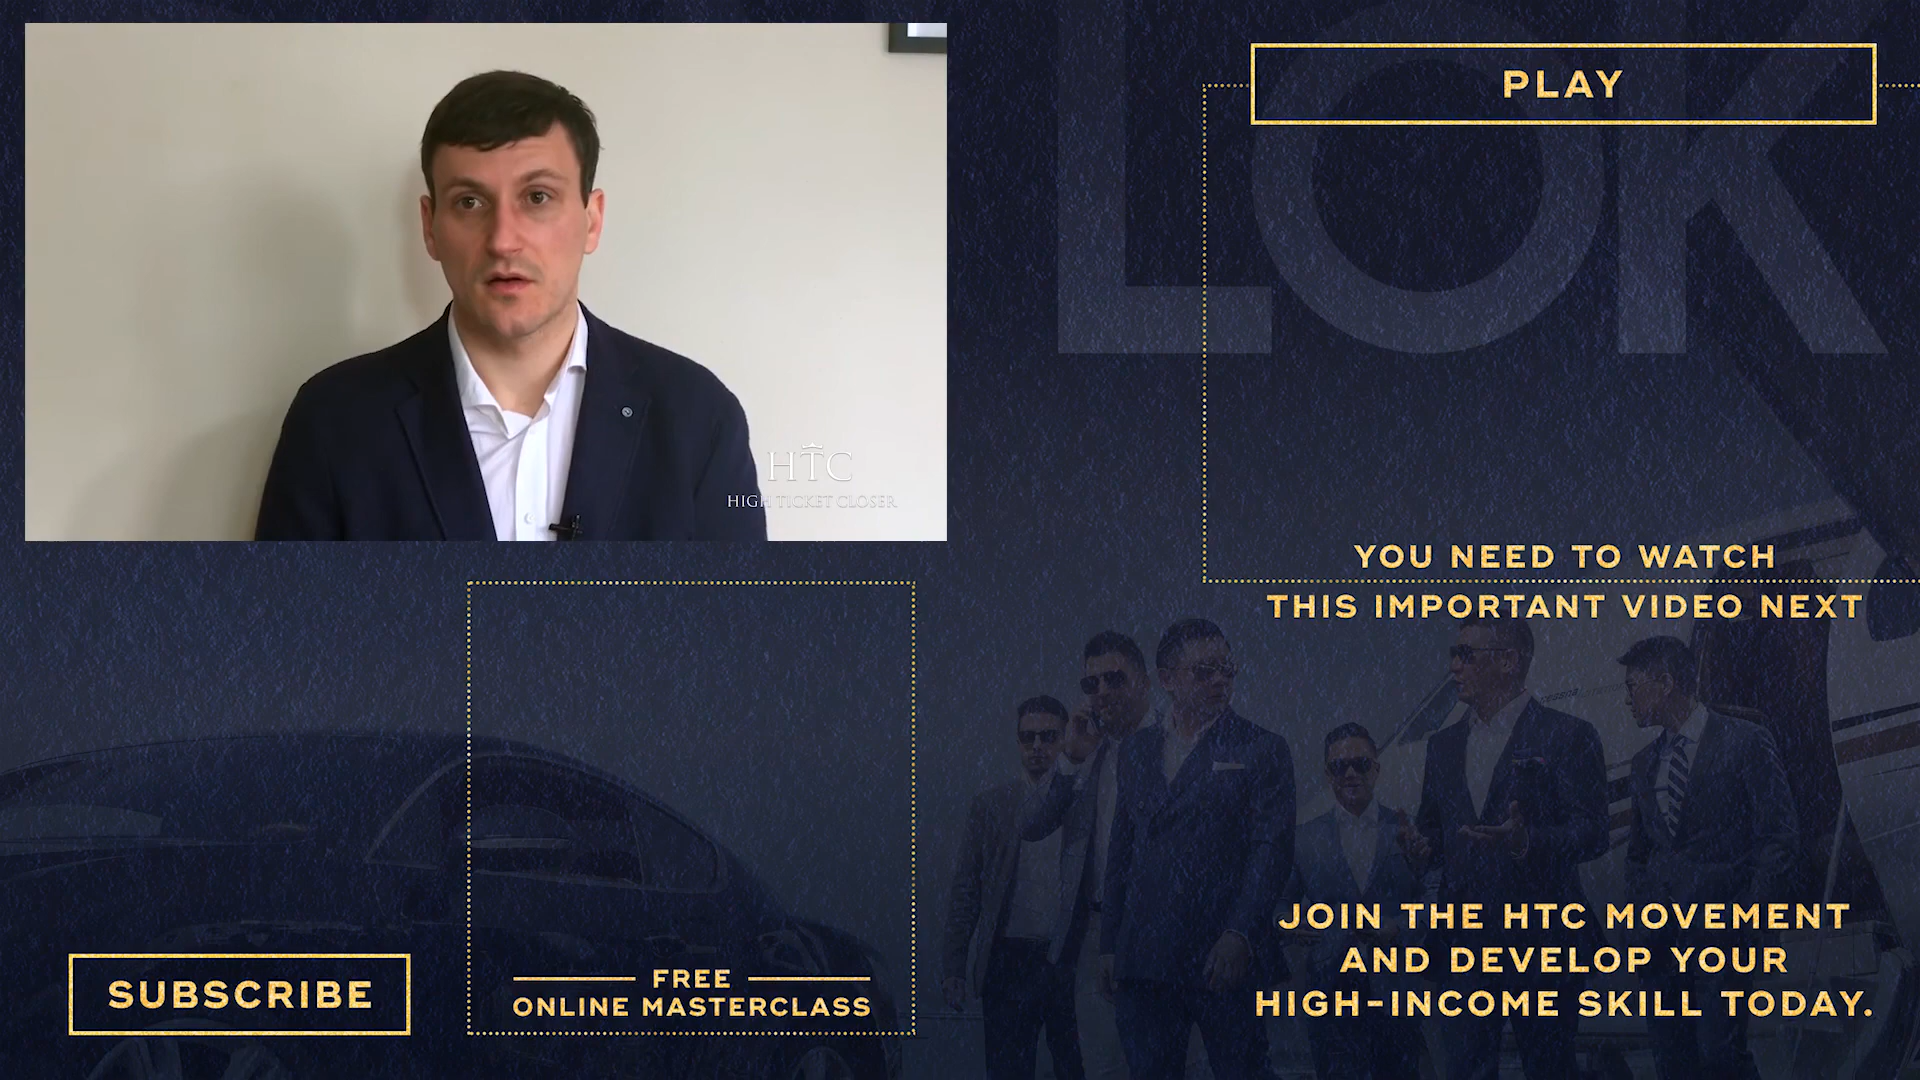 PLAY
LOK
HTC
HIGH TICKET CLOSER
YOU NEED TO WATCH
THIS IMPORTANT VIDEO NEXT
JOIN THE HTC MOVEMENT
AND DEVELOP YOUR
HIGH-INCOME SKILL TODAY.
SUBSCRIBE
FREE
ONLINE MASTERCLASS